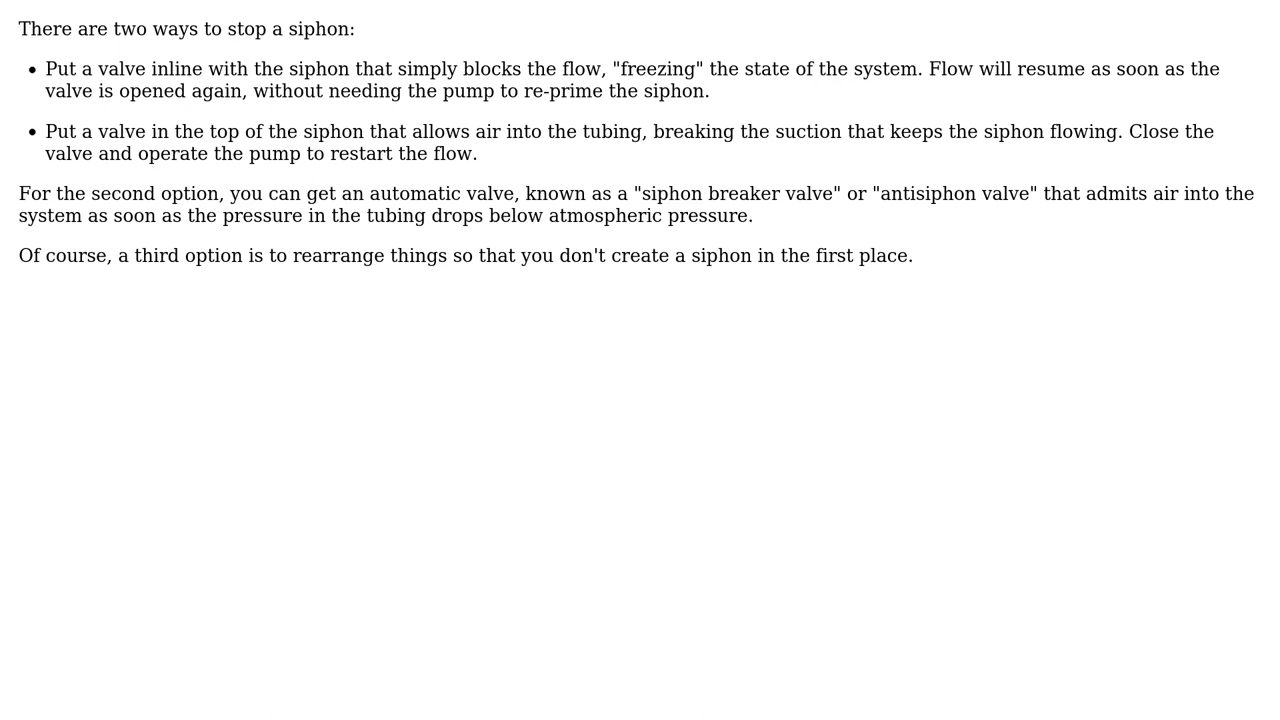 There are two ways to stop a siphon:
• Put a valve inline with the siphon that simply blocks the flow, "freezing" the state of the system. Flow will resume as soon as the
valve is opened again, without needing the pump to re-prime the siphon.
• Put a valve in the top of the siphon that allows air into the tubing, breaking the suction that keeps the siphon flowing. Close the
valve and operate the pump to restart the flow.
For the second option, you can get an automatic valve, known as a "siphon breaker valve" or "antisiphon valve" that admits air into the
system as soon as the pressure in the tubing drops below atmospheric pressure.
Of course, a third option is to rearrange things so that you don't create a siphon in the first place.